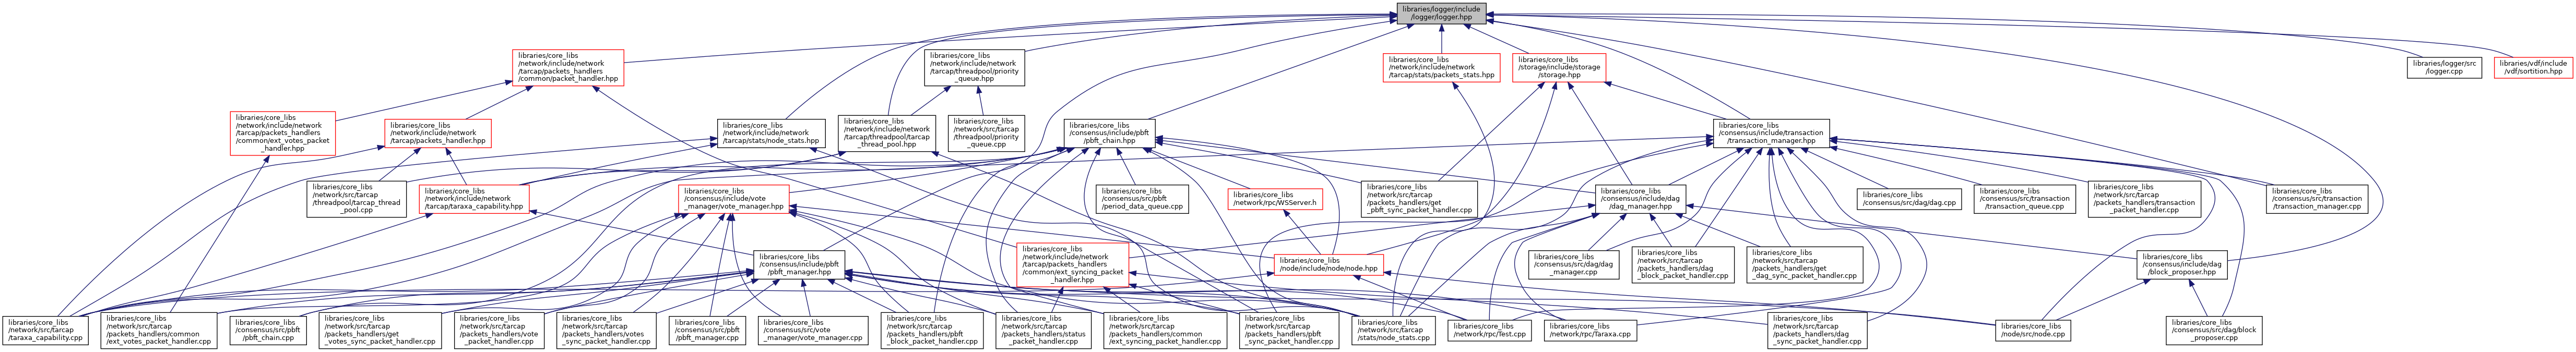 libraries/logger/include
/logger/logger.hpp
libraries/core_libs
/network/include/network
/tarcap/packets_handlers
/common/packet_handler.hpp
libraries/core_libs
/network/include/network
/tarcap/threadpool/priority
_queue.hpp
libraries/core_libs
/network/include/network
/tarcap/stats/packets_stats.hpp
libraries/core_libs
/storage/include/storage
/storage.hpp
libraries/logger/src
/logger.cpp
libraries/vdf/include
/vdf/sortition.hpp
libraries/core_libs
/network/include/network
/tarcap/packets_handlers
/common/ext_votes_packet
_handler.hpp
libraries/core_libs
/network/include/network
/tarcap/packets_handler.hpp
libraries/core_libs
/network/include/network
/tarcap/stats/node_stats.hpp
libraries/core_libs
/network/include/network
/tarcap/threadpool/tarcap
_thread_pool.hpp
libraries/core_libs
/network/src/tarcap
/threadpool/priority
_queue.cpp
libraries/core_libs
/consensus/include/pbft
/pbft_chain.hpp
libraries/core_libs
/consensus/include/transaction
/transaction_manager.hpp
libraries/core_libs
/network/src/tarcap
/threadpool/tarcap_thread
_pool.cpp
libraries/core_libs
/network/include/network
/tarcap/taraxa_capability.hpp
libraries/core_libs
/consensus/include/vote
_manager/vote_manager.hpp
libraries/core_libs
/consensus/src/pbft
/period_data_queue.cpp
libraries/core_libs
/network/rpc/WSServer.h
libraries/core_libs
/network/src/tarcap
/packets_handlers/get
_pbft_sync_packet_handler.cpp
libraries/core_libs
/consensus/include/dag
/dag_manager.hpp
libraries/core_libs
/consensus/src/dag/dag.cpp
libraries/core_libs
/consensus/src/transaction
/transaction_queue.cpp
libraries/core_libs
/network/src/tarcap
/packets_handlers/transaction
_packet_handler.cpp
libraries/core_libs
/consensus/src/transaction
/transaction_manager.cpp
libraries/core_libs
/consensus/include/pbft
/pbft_manager.hpp
libraries/core_libs
/network/include/network
/tarcap/packets_handlers
/common/ext_syncing_packet
_handler.hpp
libraries/core_libs
/node/include/node/node.hpp
libraries/core_libs
/consensus/src/dag/dag
_manager.cpp
libraries/core_libs
/network/src/tarcap
/packets_handlers/dag
_block_packet_handler.cpp
libraries/core_libs
/network/src/tarcap
/packets_handlers/get
_dag_sync_packet_handler.cpp
libraries/core_libs
/consensus/include/dag
/block_proposer.hpp
libraries/core_libs
/network/src/tarcap
/taraxa_capability.cpp
libraries/core_libs
/network/src/tarcap
/packets_handlers/common
/ext_votes_packet_handler.cpp
libraries/core_libs
/consensus/src/pbft
/pbft_chain.cpp
libraries/core_libs
/network/src/tarcap
/packets_handlers/get
_votes_sync_packet_handler.cpp
libraries/core_libs
/network/src/tarcap
/packets_handlers/vote
_packet_handler.cpp
libraries/core_libs
/network/src/tarcap
/packets_handlers/votes
_sync_packet_handler.cpp
libraries/core_libs
/consensus/src/pbft
/pbft_manager.cpp
libraries/core_libs
/consensus/src/vote
_manager/vote_manager.cpp
libraries/core_libs
/network/src/tarcap
/packets_handlers/pbft
_block_packet_handler.cpp
libraries/core_libs
/network/src/tarcap
/packets_handlers/status
_packet_handler.cpp
libraries/core_libs
/network/src/tarcap
/packets_handlers/common
/ext_syncing_packet_handler.cpp
libraries/core_libs
/network/src/tarcap
/packets_handlers/pbft
_sync_packet_handler.cpp
libraries/core_libs
/network/src/tarcap
/stats/node_stats.cpp
libraries/core_libs
/network/rpc/Test.cpp
libraries/core_libs
/network/rpc/Taraxa.cpp
libraries/core_libs
/network/src/tarcap
/packets_handlers/dag
_sync_packet_handler.cpp
libraries/core_libs
/node/src/node.cpp
libraries/core_libs
/consensus/src/dag/block
_proposer.cpp